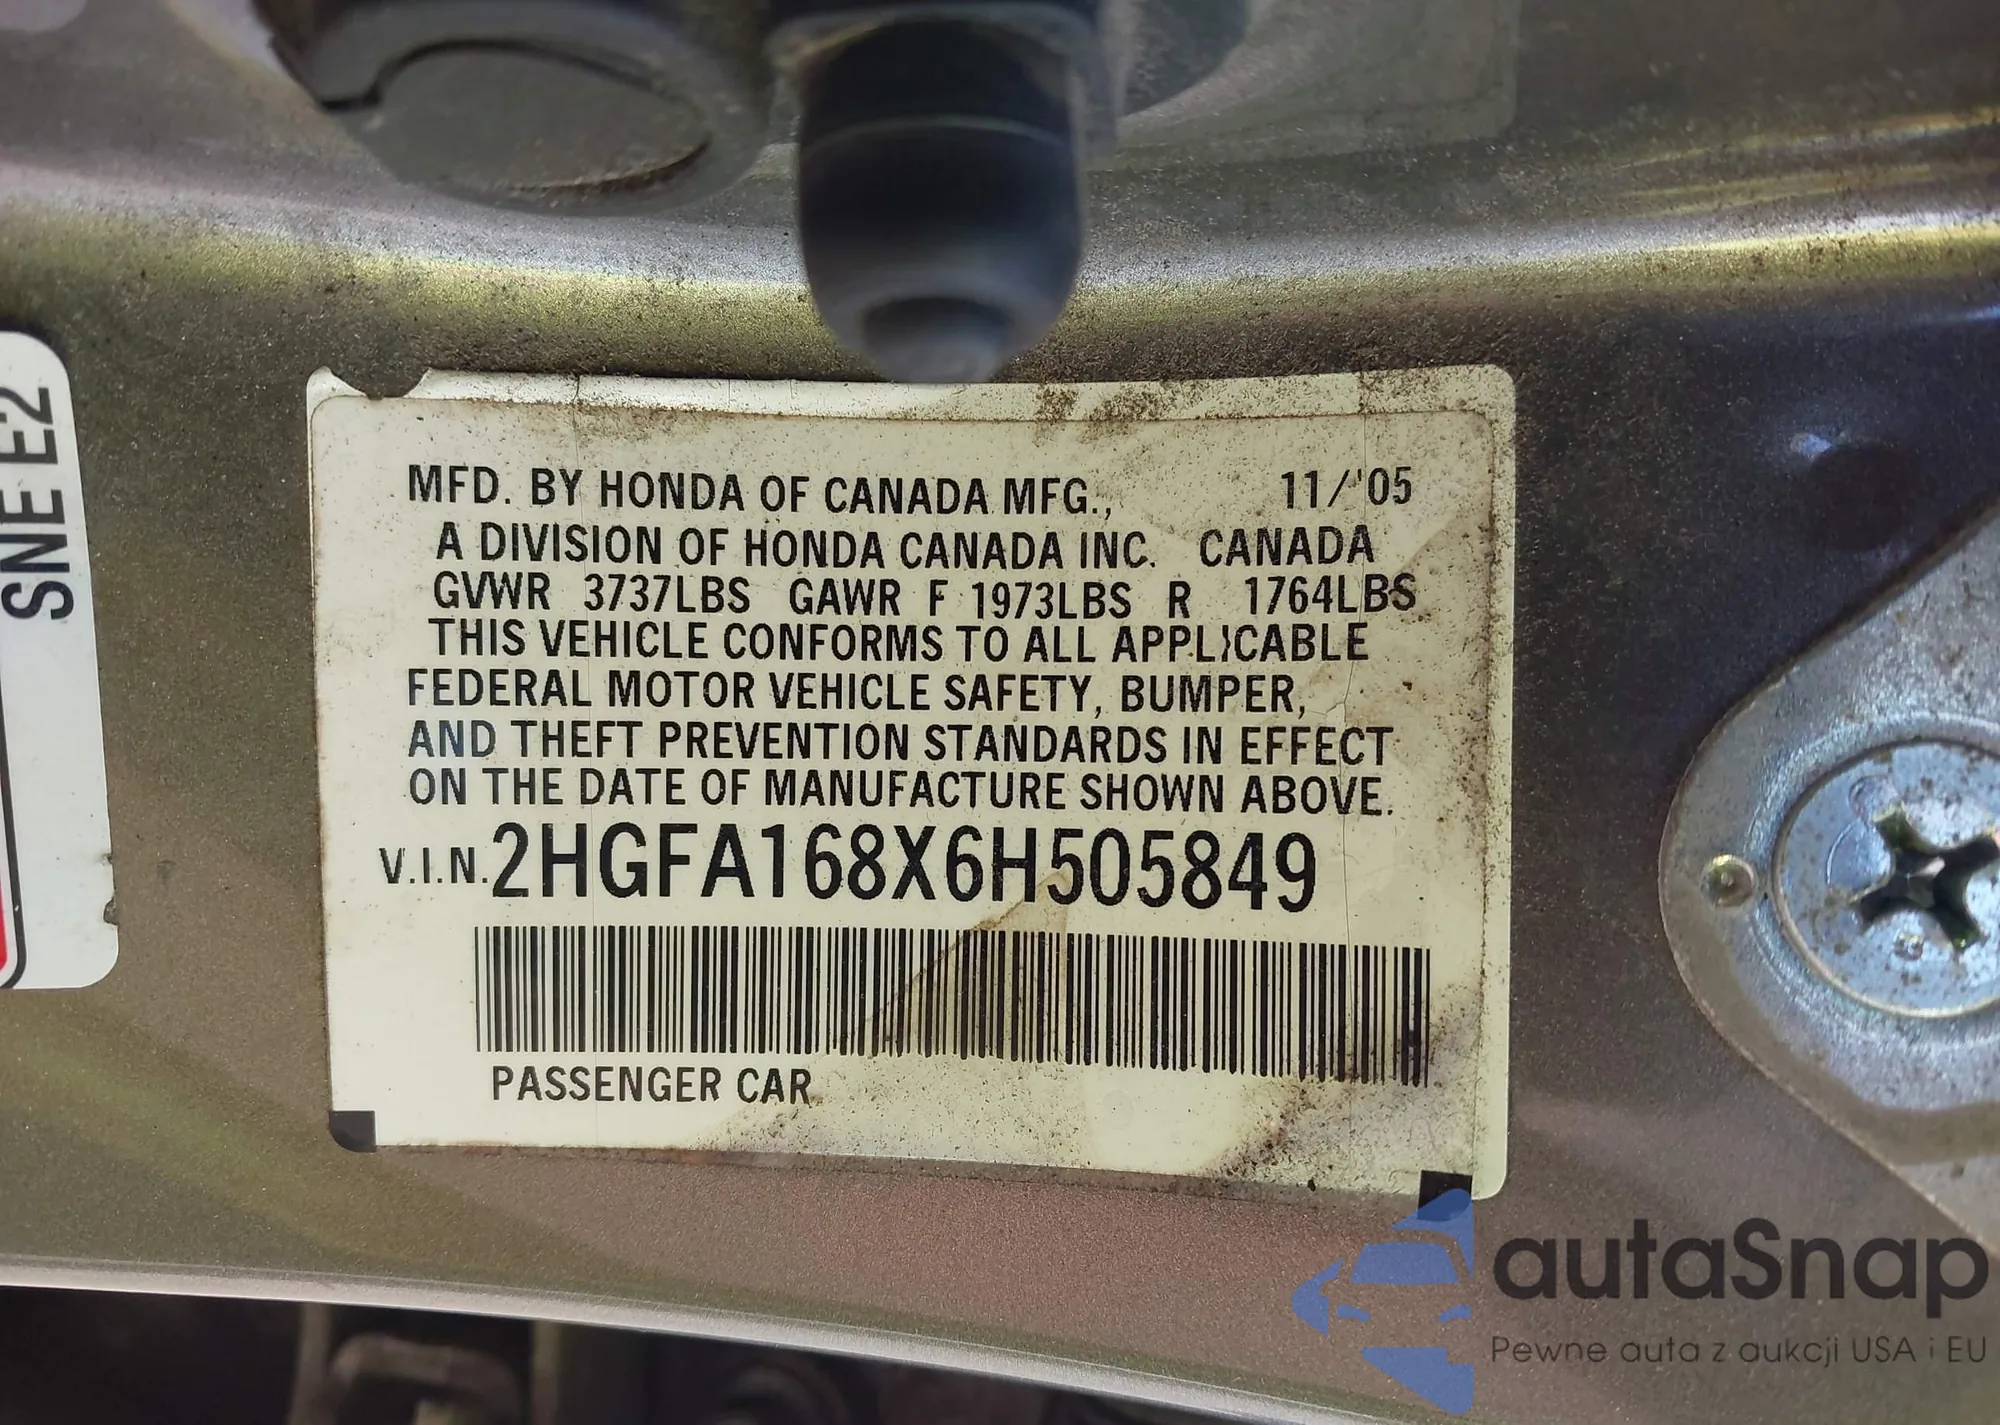 SNE E2
MFD. BY HONDA OF CANADA MFG., 11/'05
A DIVISION OF HONDA CANADA INC. CANADA
GVWR 3737LBS GAWR F 1973LBS R 1764LBS
THIS VEHICLE CONFORMS TO ALL APPLICABLE
FEDERAL MOTOR VEHICLE SAFETY, BUMPER,
AND THEFT PREVENTION STANDARDS IN EFFECT
ON THE DATE OF MANUFACTURE SHOWN ABOVE.
V.I.N. 2HGFA168X6H505849
PASSENGER CAR
autaSnap
Pewne auta z aukcji USA i EU